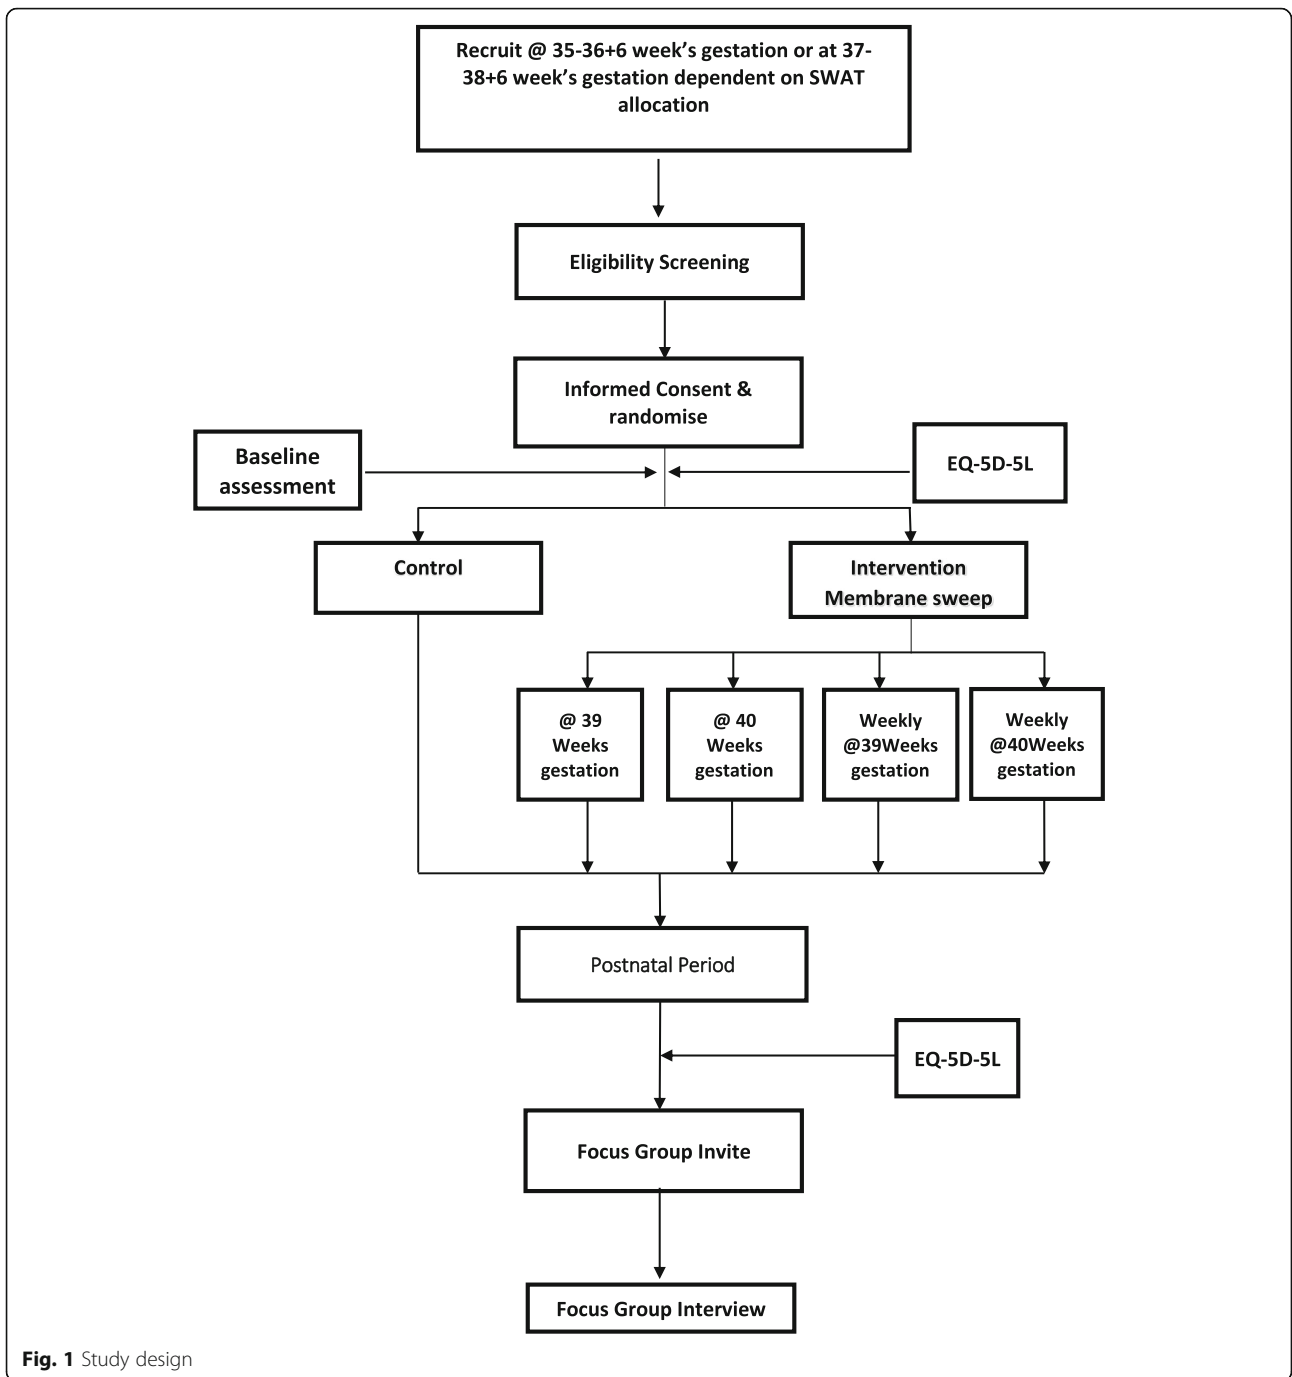 Recruit @ 35-36+6 week’s gestation or at 37-
38+6 week’s gestation dependent on SWAT
allocation
Eligibility Screening
Informed Consent &
randomise
Baseline
assessment
EQ-5D-5L
Control
Intervention
Membrane sweep
@ 39
Weeks
gestation
@ 40
Weeks
gestation
Weekly
@39Weeks
gestation
Weekly
@40Weeks
gestation
Postnatal Period
EQ-5D-5L
Focus Group Invite
Focus Group Interview
Fig. 1 Study design